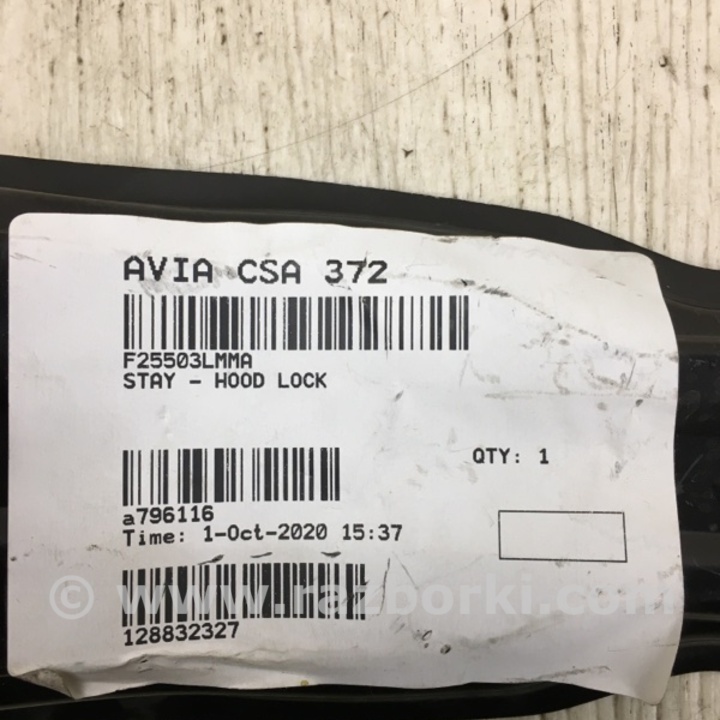 AVIA CSA 372
F25503LMMA
STAY - HOOD LOCK
QTY: 1
a796116
Time: 1-Oct-2020 15:37
© www.razborki.com
128832327